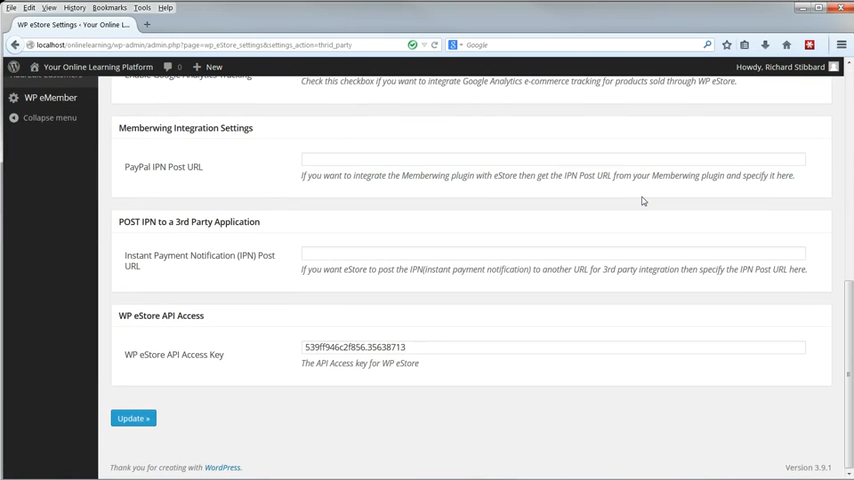 File Edit View History Bookmarks Tools Help
WP eStore Settings ‹ Your Online L...
localhost/onlinelearning/wp-admin/admin.php?page=wp_eStore_settings&settings_action=thrid_party
Google
Your Online Learning Platform 0 New Howdy, Richard Stibbard
Enable Google Analytics Tracking
Check this checkbox if you want to integrate Google Analytics e-commerce tracking for products sold through WP eStore.
WP eMember
Collapse menu
Memberwing Integration Settings
PayPal IPN Post URL
If you want to integrate the Memberwing plugin with eStore then get the IPN Post URL from your Memberwing plugin and specify it here.
POST IPN to a 3rd Party Application
Instant Payment Notification (IPN) Post
URL
If you want eStore to post the IPN(instant payment notification) to another URL for 3rd party integration then specify the IPN Post URL here.
WP eStore API Access
WP eStore API Access Key
539ff946c2f856.35638713
The API Access key for WP eStore
Update »
Thank you for creating with WordPress.
Version 3.9.1